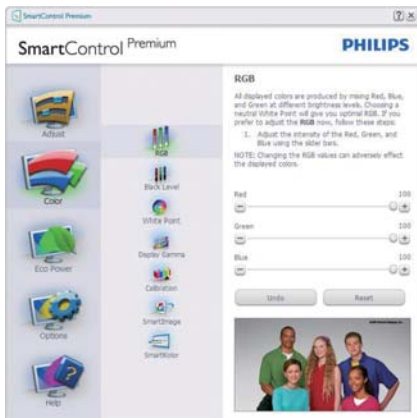 SmartControl Premium
SmartControl Premium
PHILIPS
Adjust
Color
Eco Power
Options
Help
RGB
Black Level
White Point
Display Gamma
Calibration
SmartImage
SmartKolor
RGB
All displayed colors are produced by mixing Red, Blue,
and Green at different brightness levels. Choosing a
neutral White Point will give you optimal RGB. If you
prefer to adjust the RGB now, follow these steps:
1. Adjust the intensity of the Red, Green, and
Blue using the slider bars.
NOTE: Changing the RGB values can adversely effect
the displayed colors.
Red 100
Green 100
Blue 100
Undo Reset